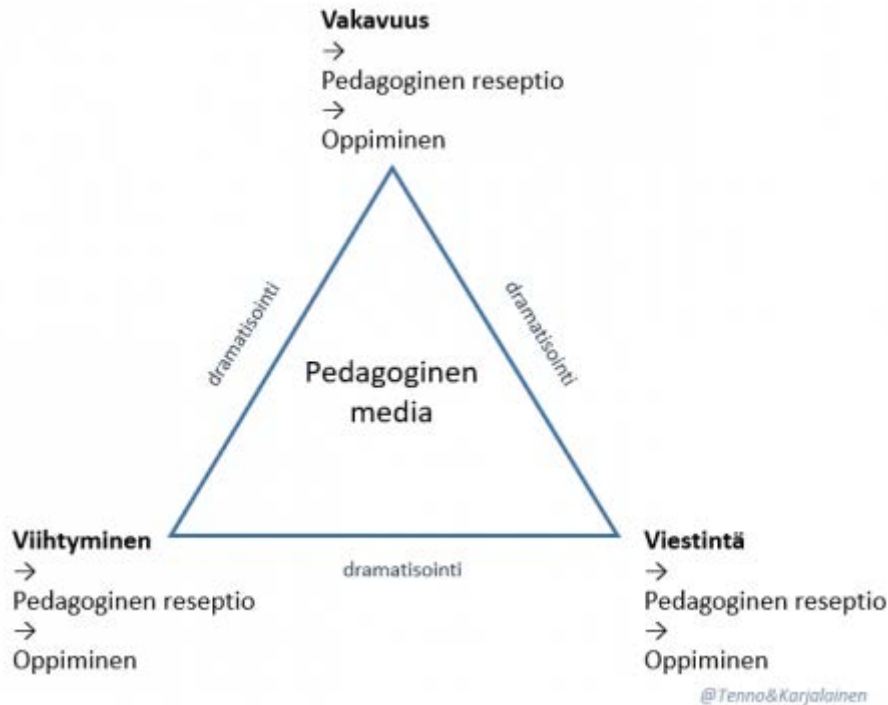 Vakavuus
→
Pedagoginen reseptio
→
Oppiminen
dramatisointi
dramatisointi
Pedagoginen
media
Viihtyminen
→
Pedagoginen reseptio
→
Oppiminen
dramatisointi
Viestintä
→
Pedagoginen reseptio
→
Oppiminen
@Tenno&Karjalainen